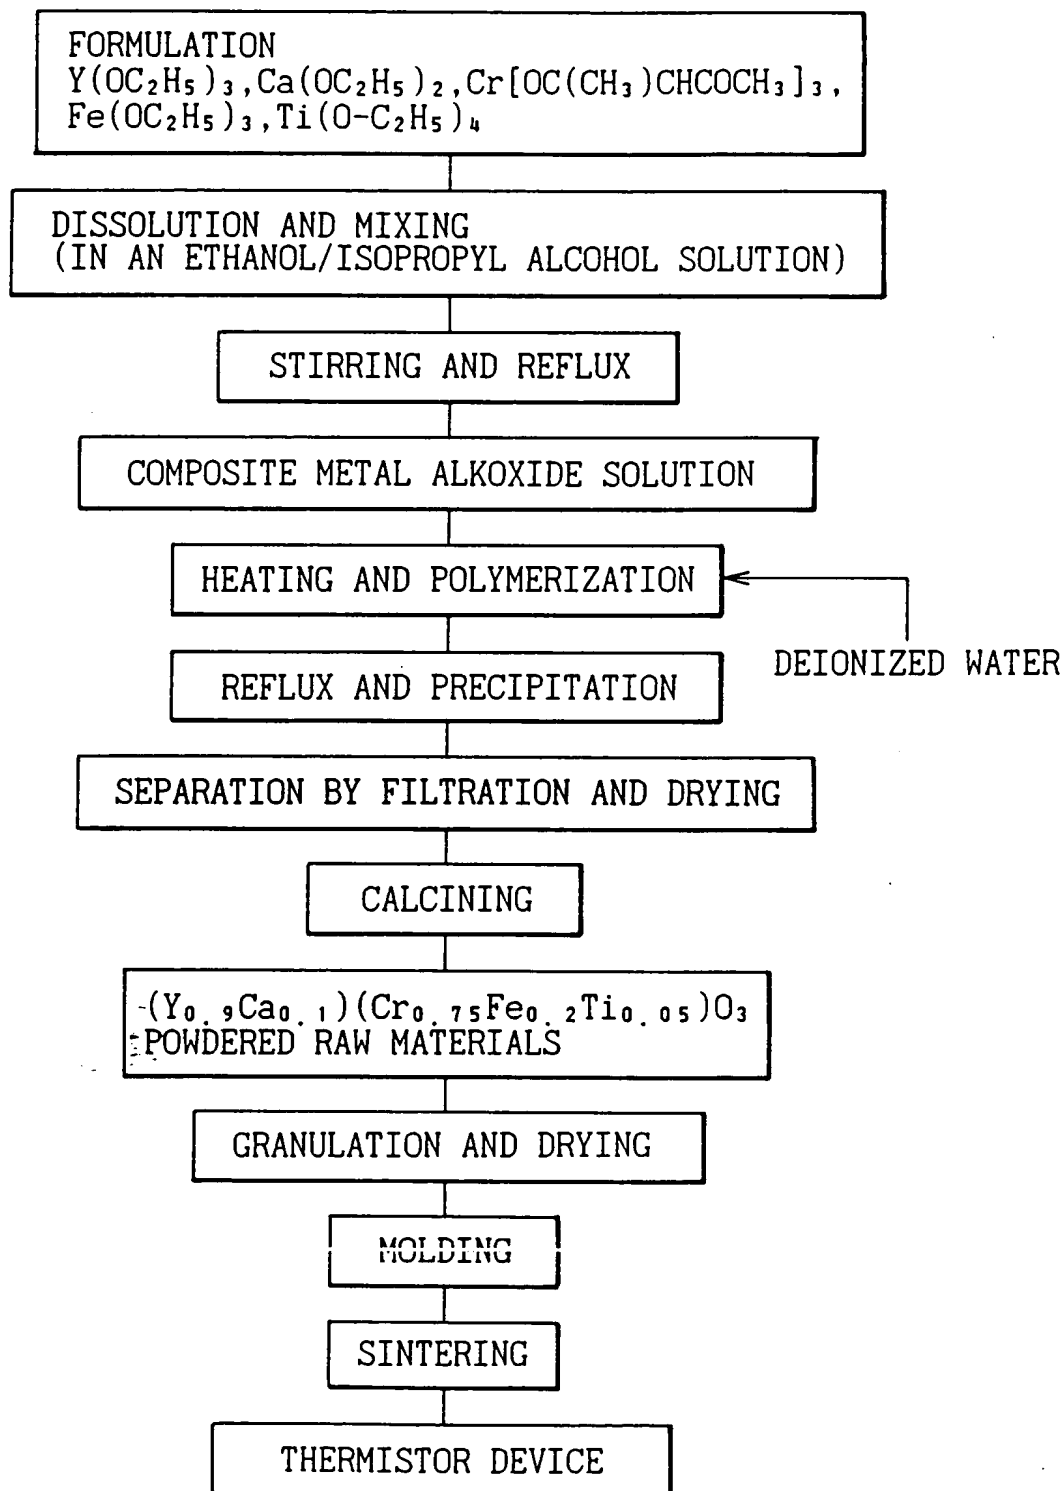 FORMULATION
Y(OC₂H₅)₃,Ca(OC₂H₅)₂,Cr[OC(CH₃)CHCOCH₃]₃,
Fe(OC₂H₅)₃,Ti(O-C₂H₅)₄
DISSOLUTION AND MIXING
(IN AN ETHANOL/ISOPROPYL ALCOHOL SOLUTION)
STIRRING AND REFLUX
COMPOSITE METAL ALKOXIDE SOLUTION
HEATING AND POLYMERIZATION
DEIONIZED WATER
REFLUX AND PRECIPITATION
SEPARATION BY FILTRATION AND DRYING
CALCINING
(Y₀.₉Ca₀.₁)(Cr₀.₇₅Fe₀.₂Ti₀.₀₅)O₃
POWDERED RAW MATERIALS
GRANULATION AND DRYING
MOLDING
SINTERING
THERMISTOR DEVICE